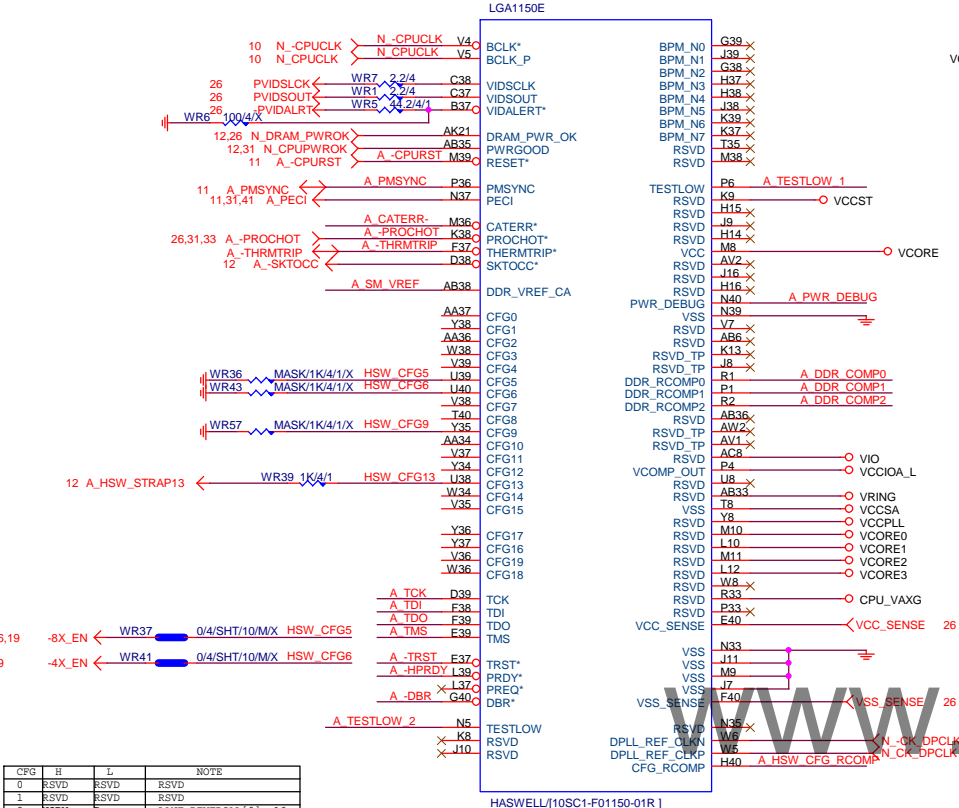 LGA1150E
10 N_-CPUCLK N_-CPUCLK V4 BCLK* BPM_N0 G39
10 N_CPUCLK N_CPUCLK V5 BCLK_P BPM_N1 J39
BPM_N2 G38
26 PVIDSLCK WR7 2.2/4 C38 VIDSCLK BPM_N3 H37
26 PVIDSOUT WR1 2.2/4 C37 VIDSOUT BPM_N4 H38
26 -PVIDALRT WR5 44.2/4/1 B37 VIDALERT* BPM_N5 J38
WR6 100/4/X BPM_N6 K39
12,26 N_DRAM_PWROK AK21 DRAM_PWR_OK BPM_N7 K37
12,31 N_CPUPWROK AB35 PWRGOOD RSVD T35
11 A_-CPURST A_-CPURST M39 RESET* RSVD M38
11 A_PMSYNC A_PMSYNC P36 PMSYNC TESTLOW P6 A_TESTLOW_1
11,31,41 A_PECI N37 PECI RSVD K9 VCCST
RSVD H15
A_CATERR- M36 CATERR* RSVD J9
26,31,33 A_-PROCHOT A_-PROCHOT K38 PROCHOT* RSVD H14
A_-THRMTRIP A_-THRMTRIP F37 THERMTRIP* VCC M8 VCORE
12 A_-SKTOCC D38 SKTOCC* RSVD AV2
RSVD J16
A_SM_VREF AB38 DDR_VREF_CA RSVD H16
PWR_DEBUG N40 A_PWR_DEBUG
AA37 CFG0 VSS N39
Y38 CFG1 RSVD V7
AA36 CFG2 RSVD AB6
W38 CFG3 RSVD_TP K13
V39 CFG4 RSVD_TP J8
WR36 MASK/1K/4/1/X HSW_CFG5 U39 CFG5 DDR_RCOMP0 R1 A_DDR_COMP0
WR43 MASK/1K/4/1/X HSW_CFG6 U40 CFG6 DDR_RCOMP1 P1 A_DDR_COMP1
V38 CFG7 DDR_RCOMP2 R2 A_DDR_COMP2
T40 CFG8 RSVD AB36
WR57 MASK/1K/4/1/X HSW_CFG9 Y35 CFG9 RSVD_TP AW2
AA34 CFG10 RSVD_TP AV1
V37 CFG11 RSVD AC8 VIO
Y34 CFG12 VCOMP_OUT P4 VCCIOA_L
12 A_HSW_STRAP13 WR39 1K/4/1 HSW_CFG13 U38 CFG13 RSVD U8
W34 CFG14 RSVD AB33 VRING
V35 CFG15 VSS T8 VCCSA
RSVD Y8 VCCPLL
Y36 CFG17 RSVD M10 VCORE0
Y37 CFG16 RSVD L10 VCORE1
V36 CFG19 RSVD M11 VCORE2
W36 CFG18 RSVD L12 VCORE3
RSVD W8
A_TCK D39 TCK RSVD R33 CPU_VAXG
A_TDI F38 TDI RSVD P33
A_TDO F39 TDO VCC_SENSE E40 VCC_SENSE 26
-8X_EN WR37 0/4/SHT/10/M/X HSW_CFG5 A_TMS E39 TMS
VSS N33
-4X_EN WR41 0/4/SHT/10/M/X HSW_CFG6 A_-TRST E37 TRST* VSS J11
A_-HPRDY L39 PRDY* VSS M9
L37 PREQ* VSS J7
A_-DBR G40 DBR* VSS_SENSE F40 VSS_SENSE 26
A_TESTLOW_2 N5 TESTLOW RSVD N35
K8 RSVD DPLL_REF_CLKN W6 N_-CK_DPCLK
J10 RSVD DPLL_REF_CLKP W5 N_CK_DPCLK
CFG_RCOMP H40 A_HSW_CFG_RCOMP
www.
CFG H L NOTE
0 RSVD RSVD RSVD
1 RSVD RSVD RSVD
HASWELL/[10SC1-F01150-01R ]